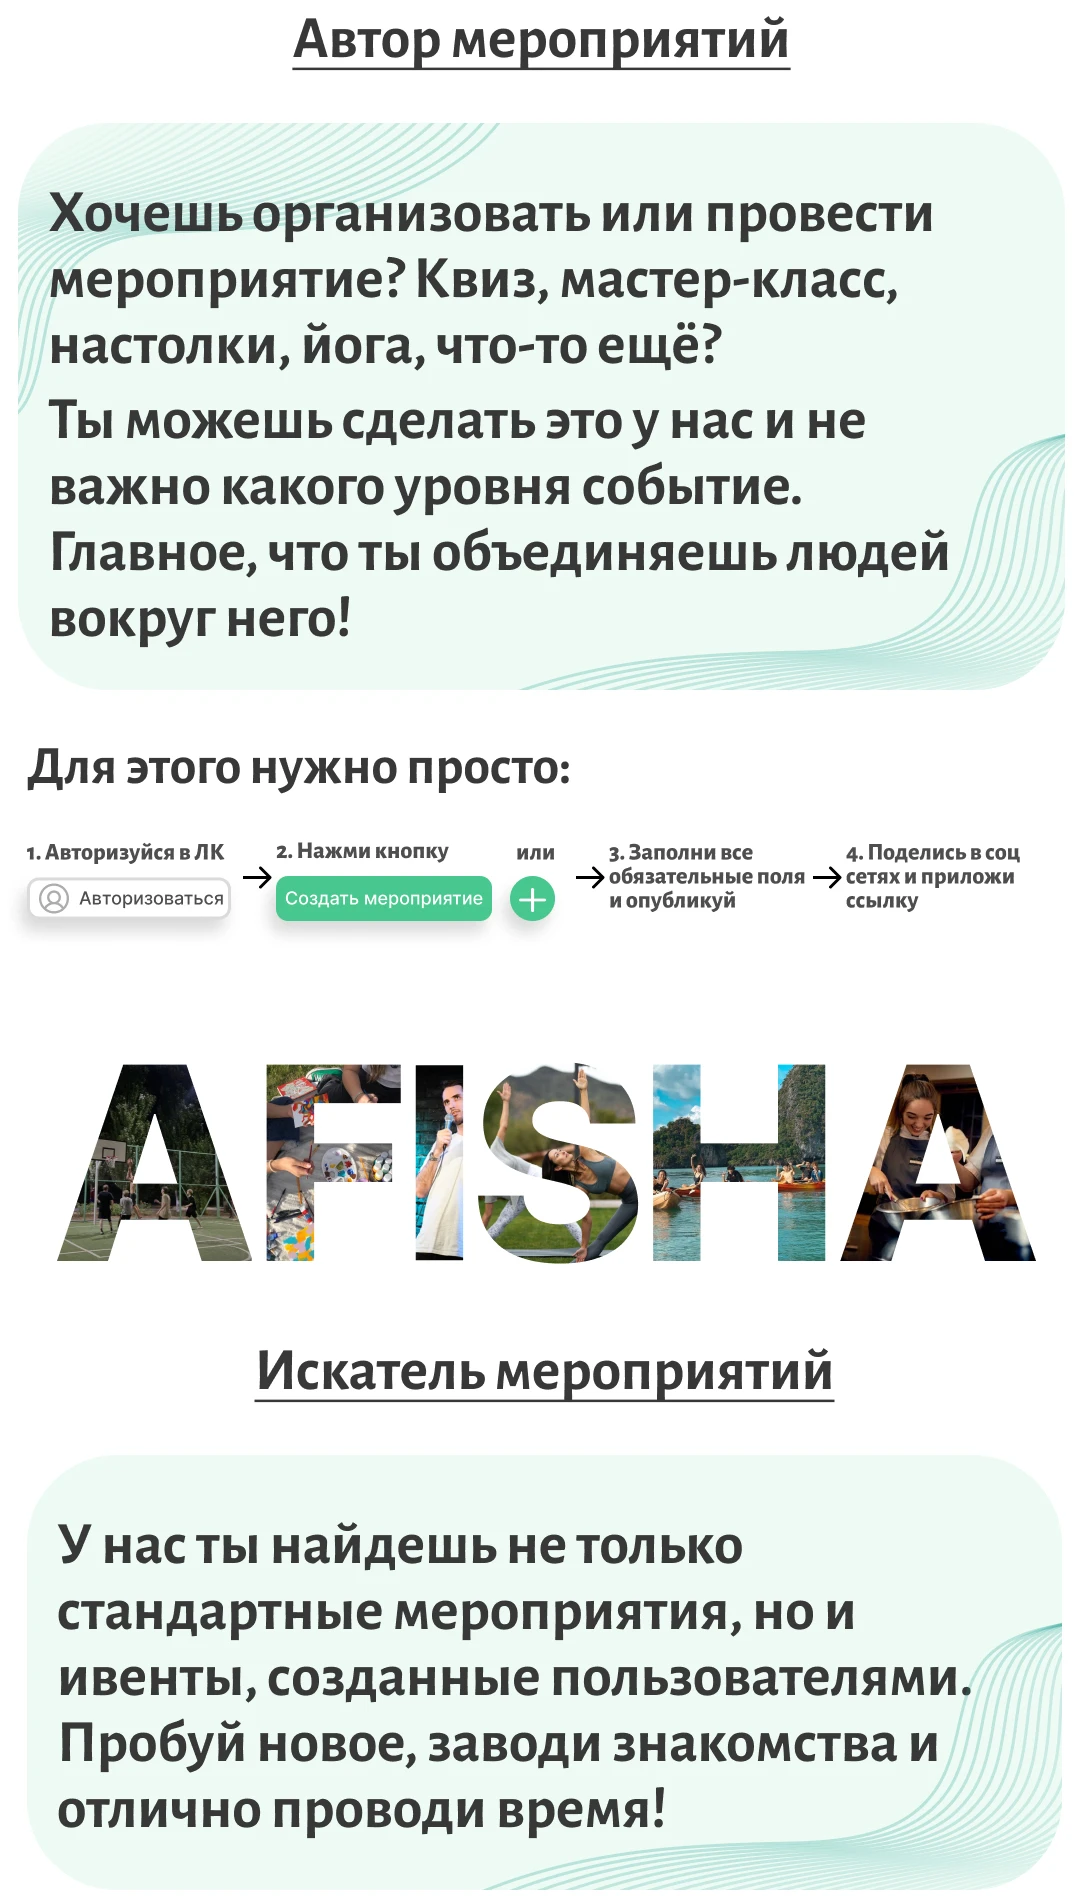 Автор мероприятий
Хочешь организовать или провести
мероприятие? Квиз, мастер-класс,
настолки, йога, что-то ещё?
Ты можешь сделать это у нас и не
важно какого уровня событие.
Главное, что ты объединяешь людей
вокруг него!
Для этого нужно просто:
1. Авторизуйся в ЛК
Авторизоваться
2. Нажми кнопку
Создать мероприятие
или
3. Заполни все
обязательные поля
и опубликуй
4. Поделись в соц
сетях и приложи
ссылку
AFISHA
Искатель мероприятий
У нас ты найдешь не только
стандартные мероприятия, но и
ивенты, созданные пользователями.
Пробуй новое, заводи знакомства и
отлично проводи время!